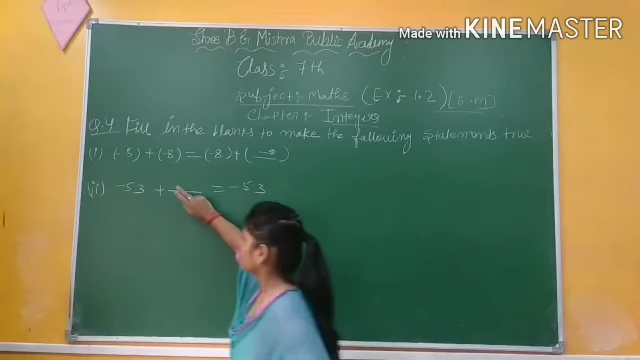 Made with KINEMASTER
Shree B G Mishra Public Academy
Class:- 7th
Subject:- Maths (Ex:- 1.2) [E.M]
Chapter:- Integers
Q.4 Fill in the blanks to make the following statements true
(i) (-5) + (-8) = (-8) + ( )
(ii) -53 + ___ = -53